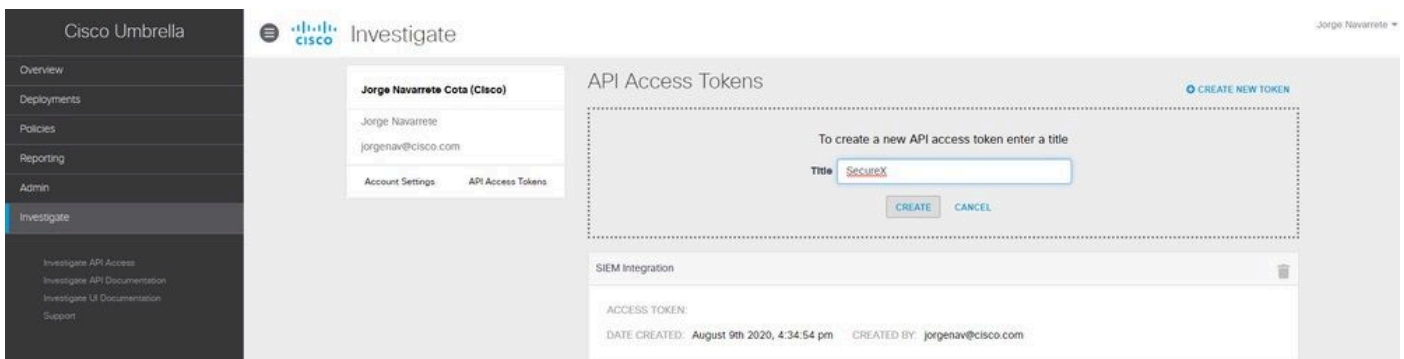 Cisco Umbrella
Overview
Deployments
Policies
Reporting
Admin
Investigate
Investigate API Access
Investigate API Documentation
Investigate UI Documentation
Support
CISCO
Investigate
Jorge Navarrete
Jorge Navarrete Cota (Cisco)
Jorge Navarrete
jorgenav@cisco.com
Account Settings API Access Tokens
API Access Tokens
CREATE NEW TOKEN
To create a new API access token enter a title
Title SecureX
CREATE CANCEL
SIEM Integration
ACCESS TOKEN:
DATE CREATED: August 9th 2020, 4:34:54 pm CREATED BY: jorgenav@cisco.com